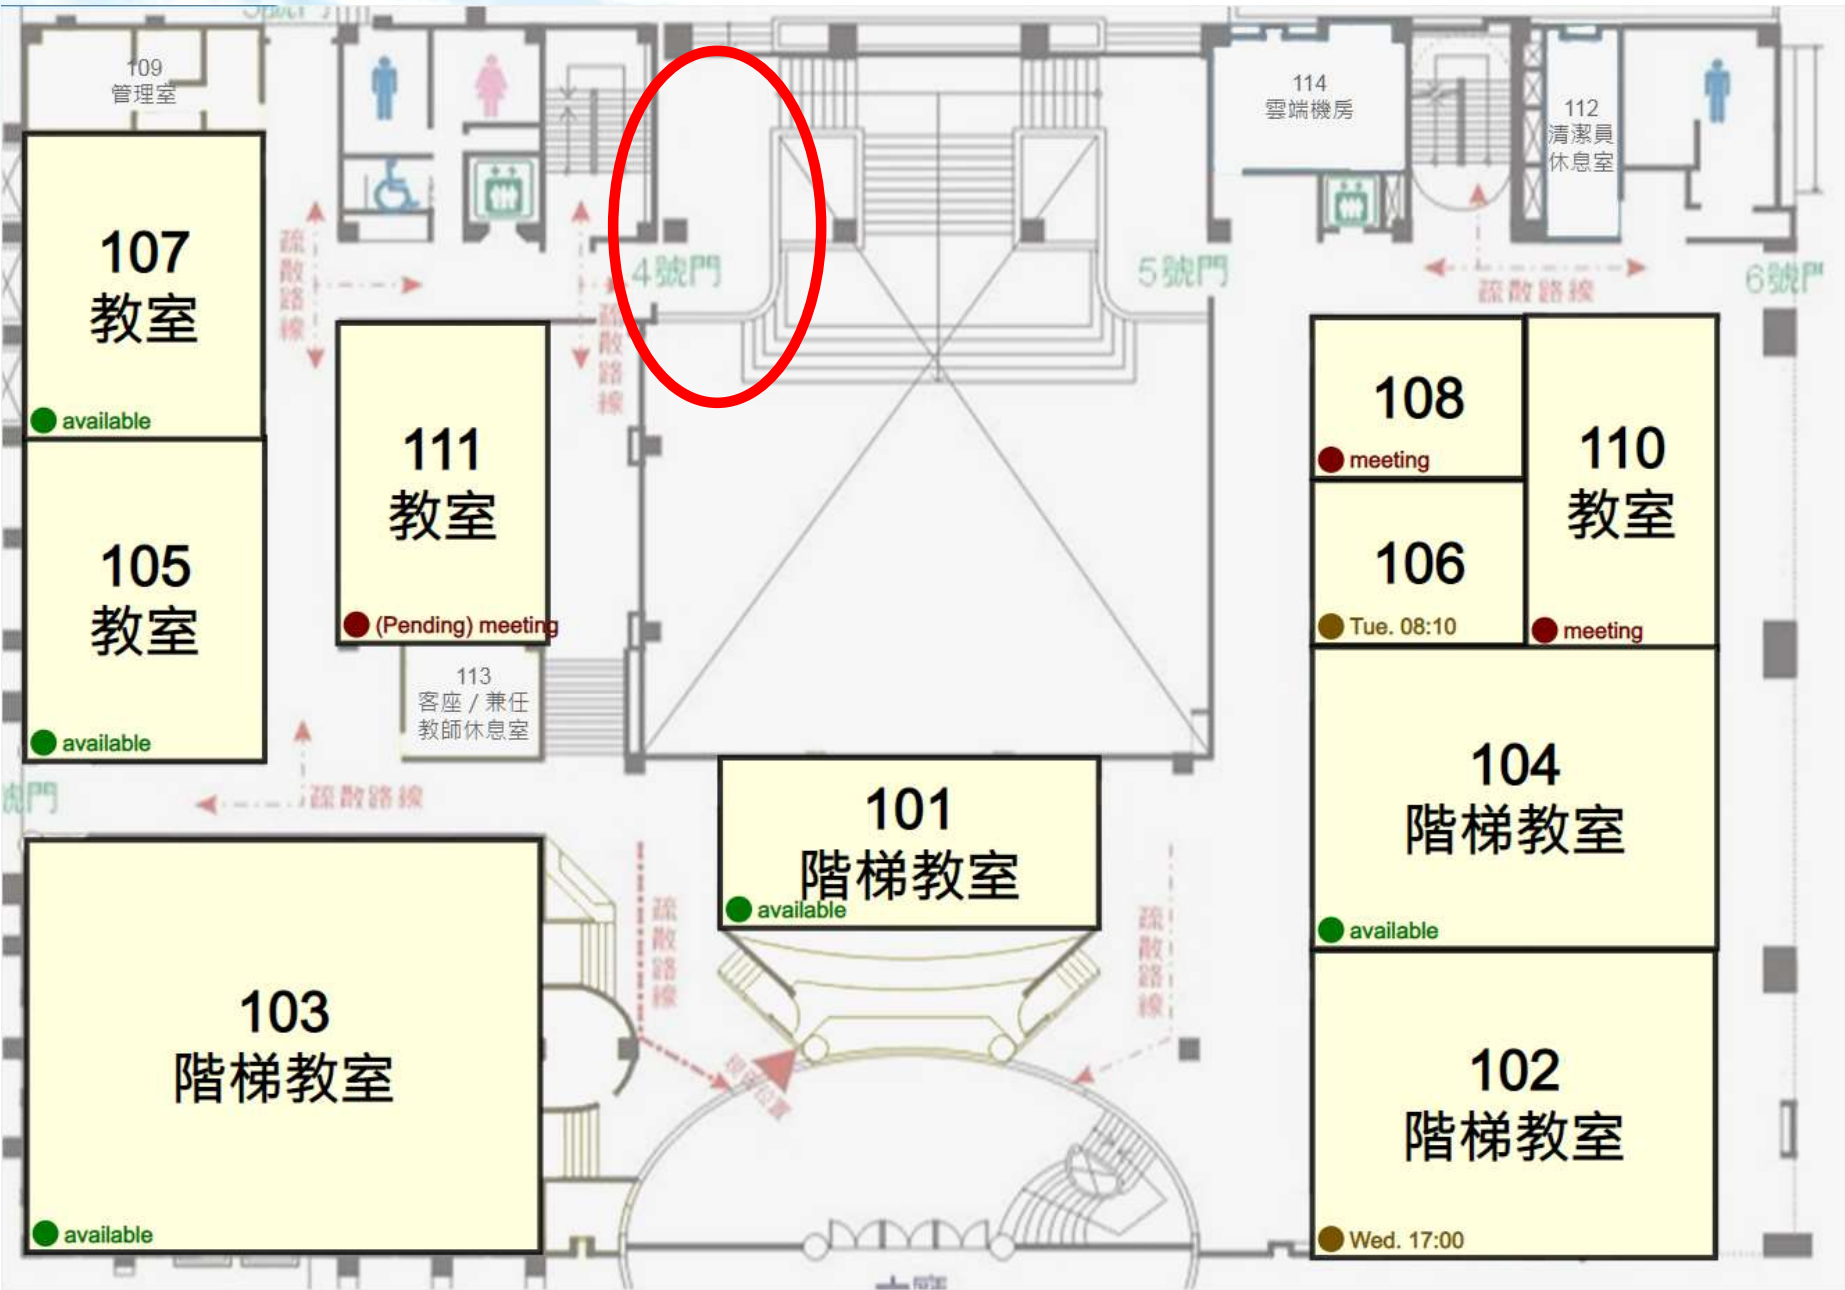 109
管理室
114
雲端機房
112
清潔員
休息室
107
教室
available
疏散路線
疏散路線
4號門
5號門
疏散路線
6號門
111
教室
(Pending) meeting
108
meeting
110
教室
meeting
106
Tue. 08:10
105
教室
available
113
客座 / 兼任
教師休息室
號門
疏散路線
101
階梯教室
available
104
階梯教室
available
疏散路線
疏散路線
103
階梯教室
available
102
階梯教室
Wed. 17:00